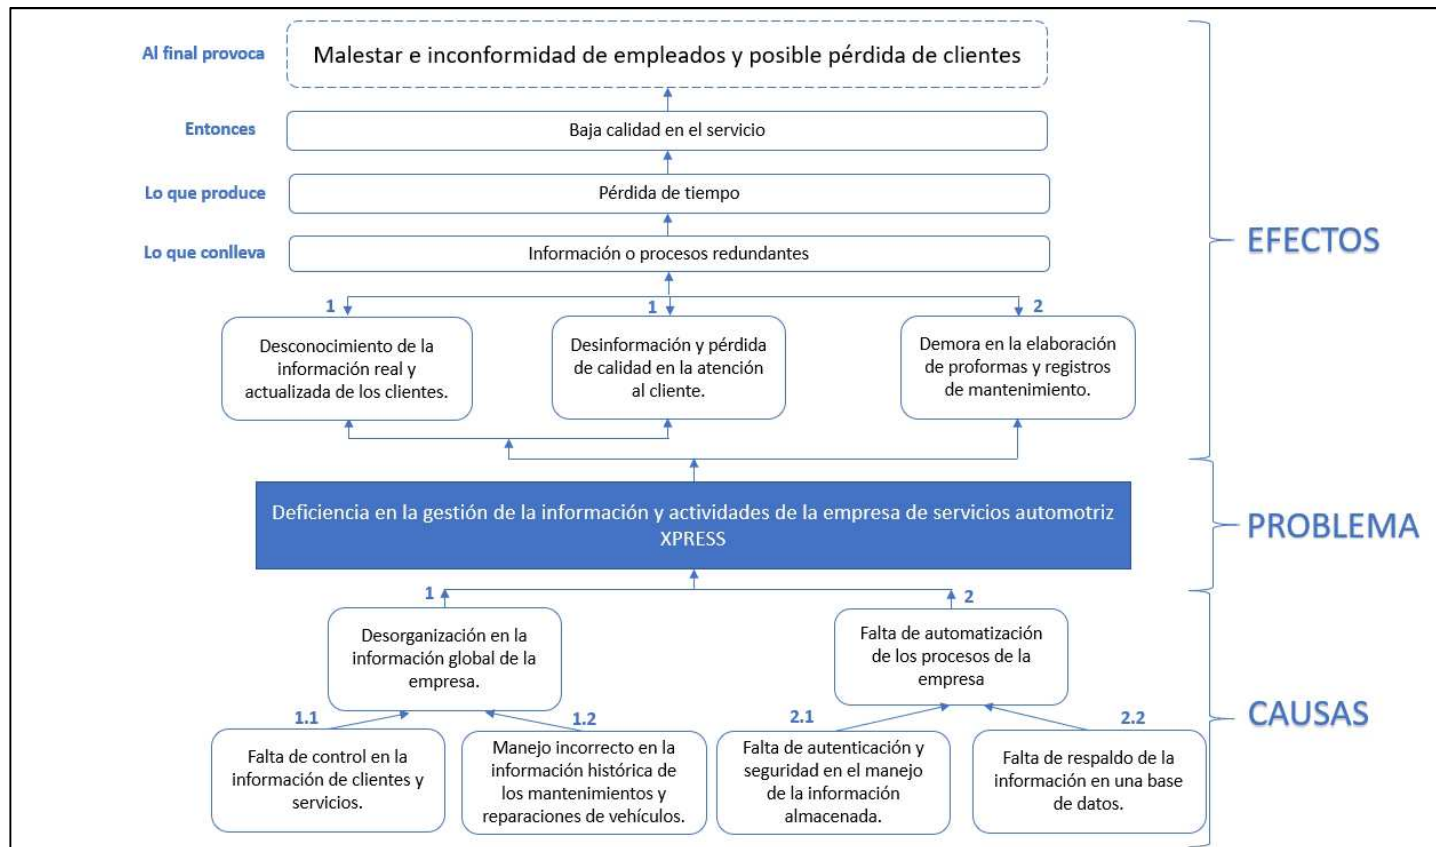 Al final provoca
Malestar e inconformidad de empleados y posible pérdida de clientes
Entonces
Baja calidad en el servicio
Lo que produce
Pérdida de tiempo
Lo que conlleva
Información o procesos redundantes
EFECTOS
1
1
2
Desconocimiento de la
información real y
actualizada de los clientes.
Desinformación y pérdida
de calidad en la atención
al cliente.
Demora en la elaboración
de proformas y registros
de mantenimiento.
Deficiencia en la gestión de la información y actividades de la empresa de servicios automotriz
XPRESS
PROBLEMA
1
2
Desorganización en la
información global de la
empresa.
Falta de automatización
de los procesos de la
empresa
CAUSAS
1.1
1.2
2.1
2.2
Falta de control en la
información de clientes y
servicios.
Manejo incorrecto en la
información histórica de
los mantenimientos y
reparaciones de vehículos.
Falta de autenticación y
seguridad en el manejo
de la información
almacenada.
Falta de respaldo de la
información en una base
de datos.